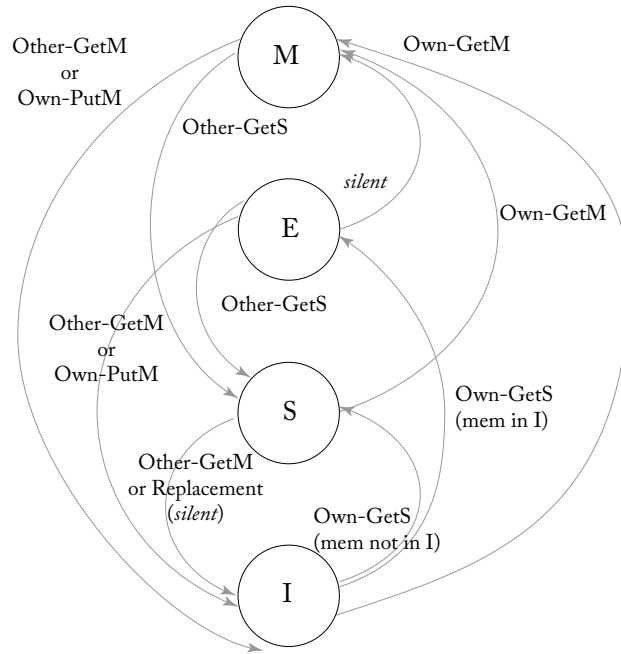 M
Own-GetM
Other-GetM
or
Own-PutM
Other-GetS
silent
E
Own-GetM
Other-GetS
Other-GetM
or
Own-PutM
S
Own-GetS
(mem in I)
Other-GetM
or Replacement
(silent)
Own-GetS
(mem not in I)
I